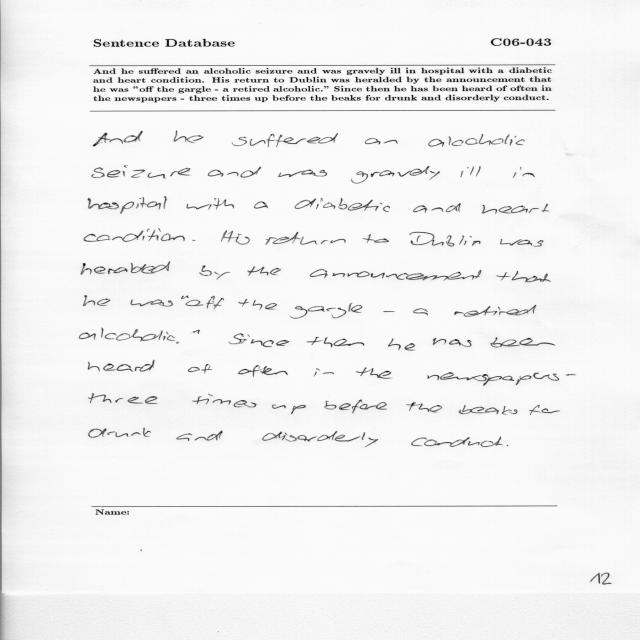 Sentence Database C06-043
And he suffered an alcoholic seizure and was gravely ill in hospital with a diabetic
and heart condition. His return to Dublin was heralded by the announcement that
he was "off the gargle - a retired alcoholic." Since then he has been heard of often in
the newspapers - three times up before the beaks for drunk and disorderly conduct.
And he suffered an alcoholic
seizure and was gravely ill in
hospital with a diabetic and heart
condition. His return to Dublin was
heralded by the announcement that
he was "off the gargle - a retired
alcoholic." Since then he has been
heard of often in the newspapers -
three times up before the beaks for
drunk and disorderly conduct.
Name:
12